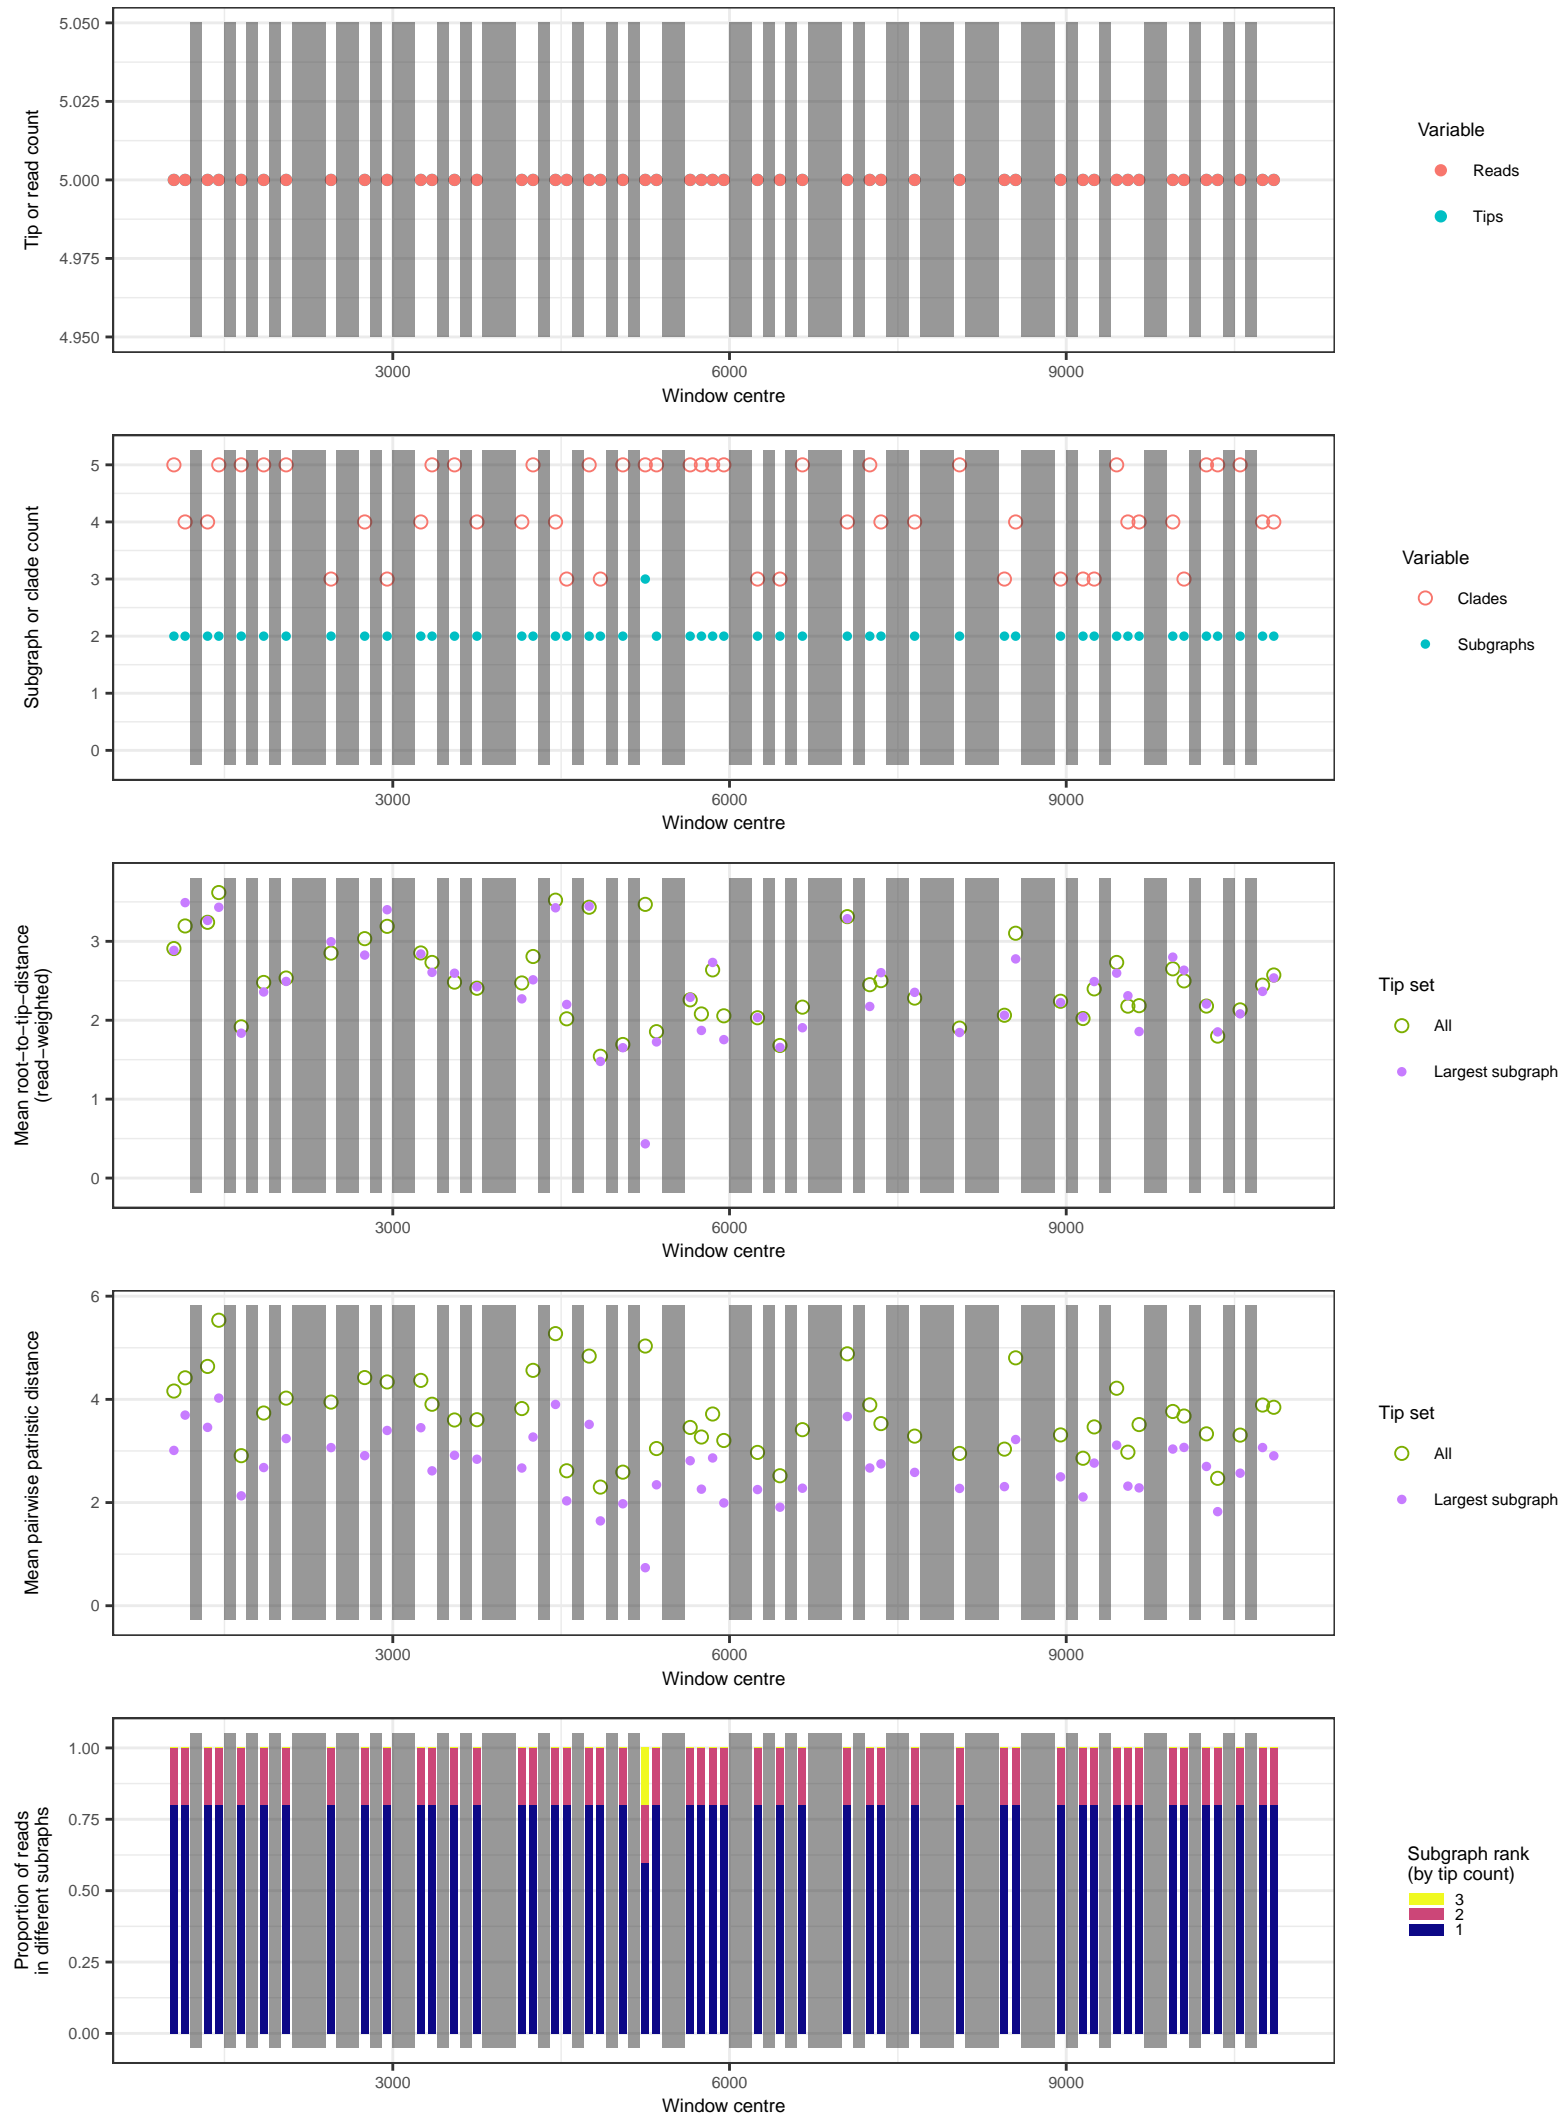 5.050
5.025
5.000
4.975
4.950
Tip or read count
3000
6000
9000
Window centre
Variable
Reads
Tips
5
4
3
2
1
0
Subgraph or clade count
3000
6000
9000
Window centre
Variable
Clades
Subgraphs
3
2
1
0
Mean root−to−tip−distance
(read−weighted)
3000
6000
9000
Window centre
Tip set
All
Largest subgraph
6
4
2
0
Mean pairwise patristic distance
3000
6000
9000
Window centre
Tip set
All
Largest subgraph
1.00
0.75
0.50
0.25
0.00
Proportion of reads
in different subraphs
3000
6000
9000
Window centre
Subgraph rank
(by tip count)
3
2
1